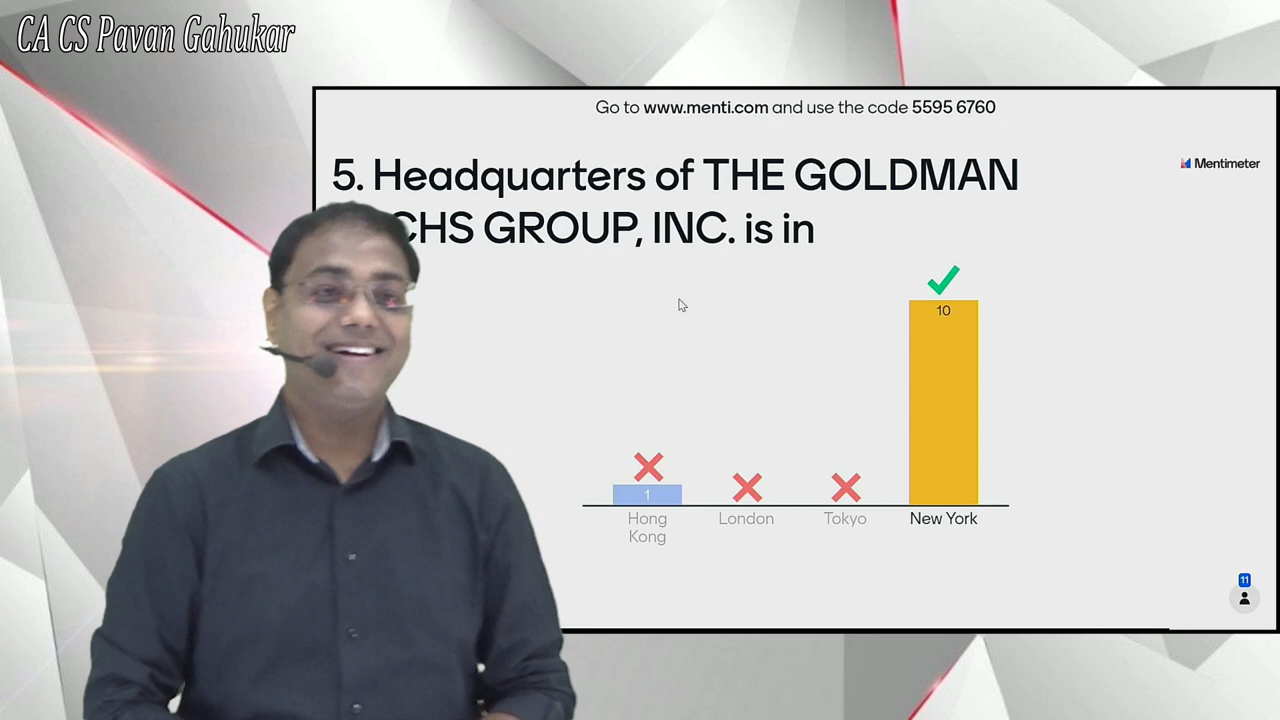 CA CS Pavan Gahukar
Go to www.menti.com and use the code 5595 6760
5. Headquarters of THE GOLDMAN
CHS GROUP, INC. is in
Mentimeter
10
1
Hong
Kong
London
Tokyo
New York
11